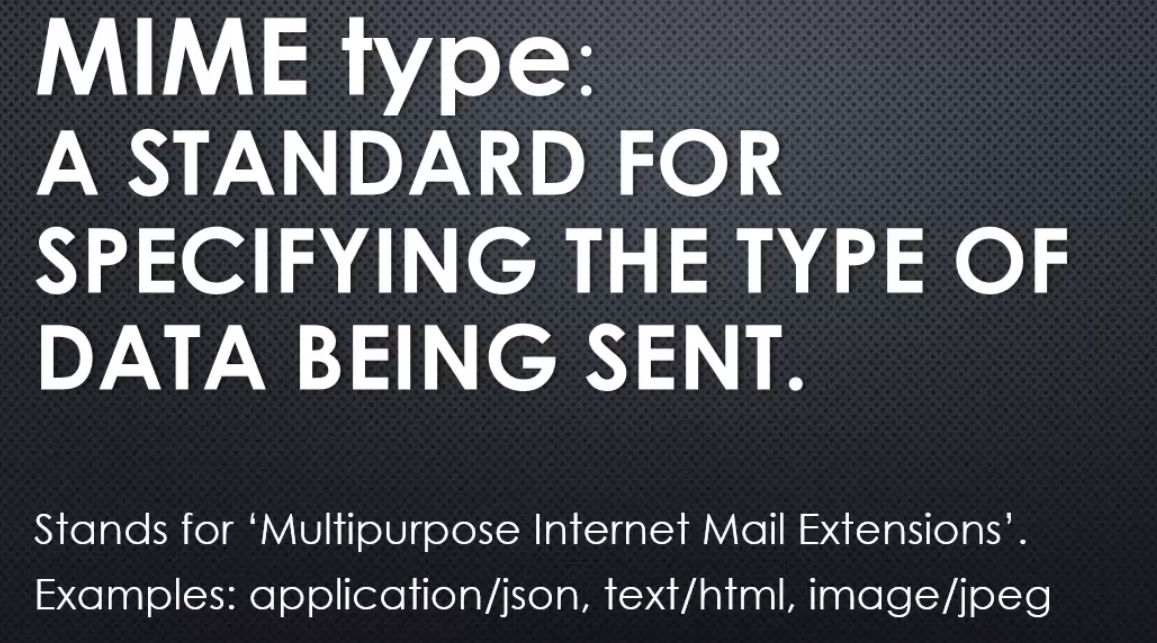 MIME type:
A STANDARD FOR
SPECIFYING THE TYPE OF
DATA BEING SENT.
Stands for ‘Multipurpose Internet Mail Extensions’.
Examples: application/json, text/html, image/jpeg